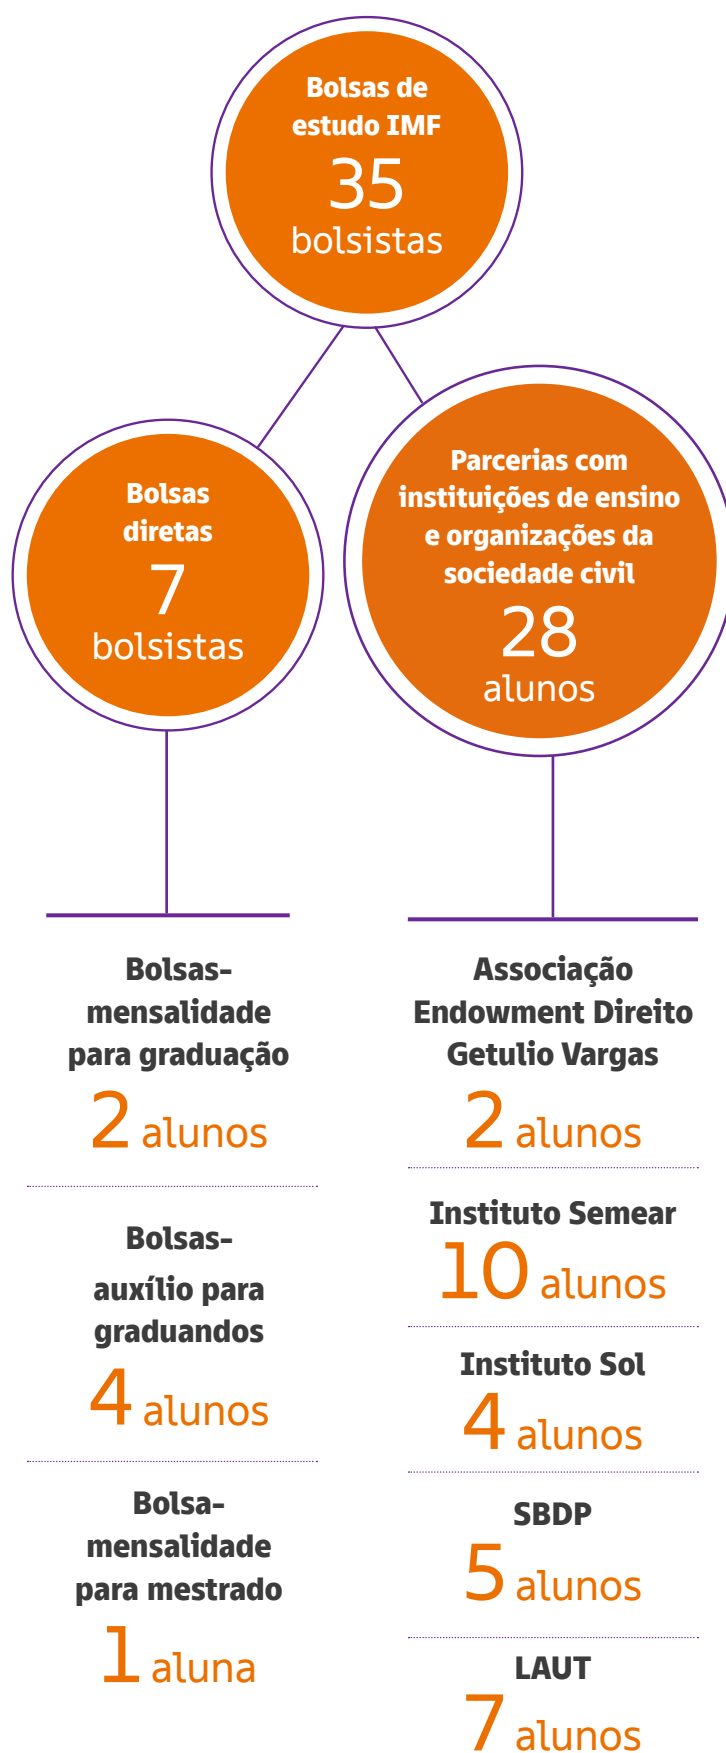 Bolsas de
estudo IMF
35
bolsistas
Bolsas
diretas
7
bolsistas
Parcerias com
instituições de ensino
e organizações da
sociedade civil
28
alunos
Bolsas-
mensalidade
para graduação
2 alunos
Bolsas-
auxílio para
graduandos
4 alunos
Bolsa-
mensalidade
para mestrado
1 aluna
Associação
Endowment Direito
Getulio Vargas
2 alunos
Instituto Semear
10 alunos
Instituto Sol
4 alunos
SBDP
5 alunos
LAUT
7 alunos